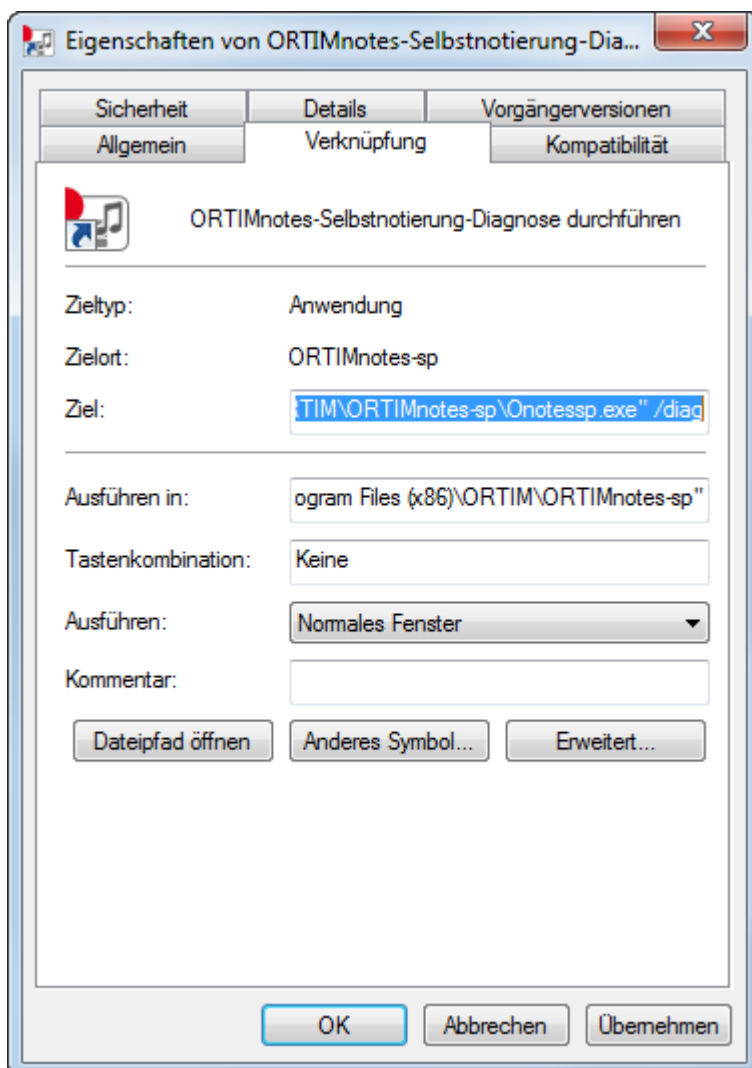 Eigenschaften von ORTIMnotes-Selbstnotierung-Dia...
Sicherheit Details Vorgängerversionen
Allgemein Verknüpfung Kompatibilität
ORTIMnotes-Selbstnotierung-Diagnose durchführen
Zieltyp: Anwendung
Zielort: ORTIMnotes-sp
Ziel: RTIM\ORTIMnotes-sp\Onotessp.exe" /diag
Ausführen in: ogram Files (x86)\ORTIM\ORTIMnotes-sp"
Tastenkombination: Keine
Ausführen: Normales Fenster
Kommentar:
Dateipfad öffnen Anderes Symbol... Erweitert...
OK Abbrechen Übernehmen